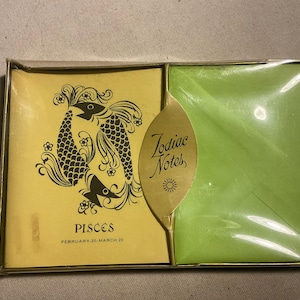 Zodiac
Notes
PISCES
FEBRUARY·20-MARCH·20